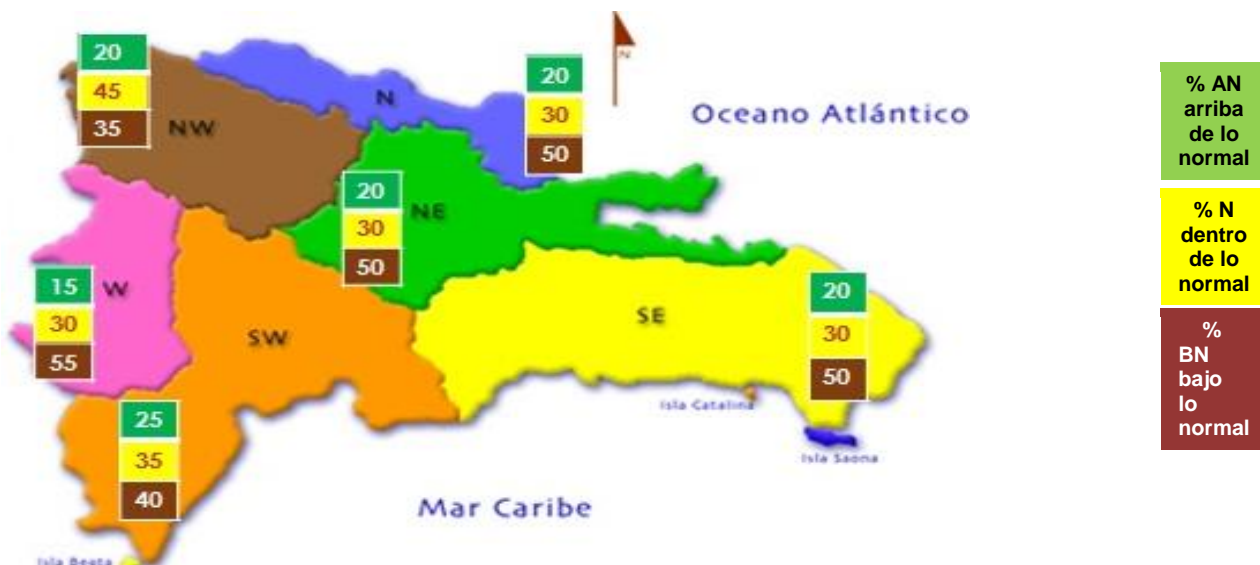 20
45
35
NW
N
N
20
30
50
Oceano Atlántico
20
30
50
NE
15
30
55
W
SW
SE
20
30
50
Isla Catalina
Isla Saona
25
35
40
Mar Caribe
Isla Beata
% AN
arriba
de lo
normal
% N
dentro
de lo
normal
%
BN
bajo
lo
normal